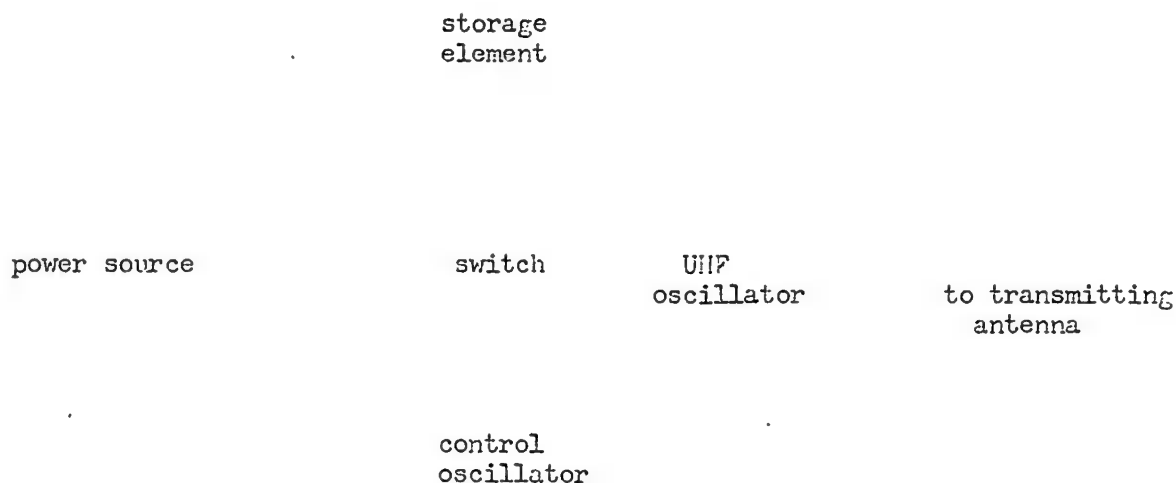 storage
element
power source
switch
UHF
oscillator
to transmitting
antenna
control
oscillator